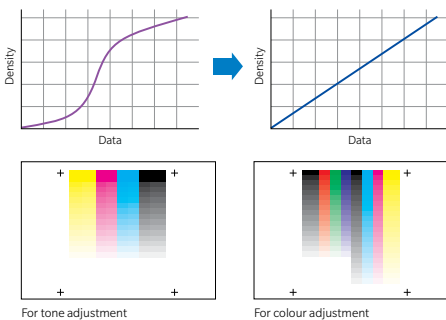 Density
Data
Density
Data
For tone adjustment
For colour adjustment